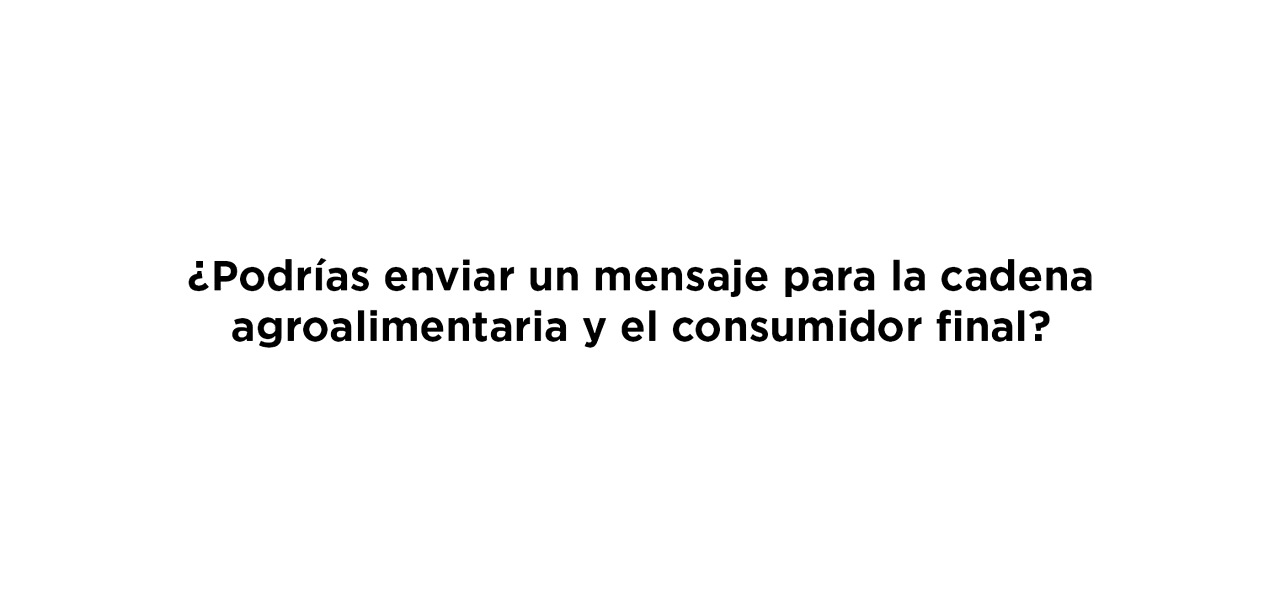 ¿Podrías enviar un mensaje para la cadena
agroalimentaria y el consumidor final?